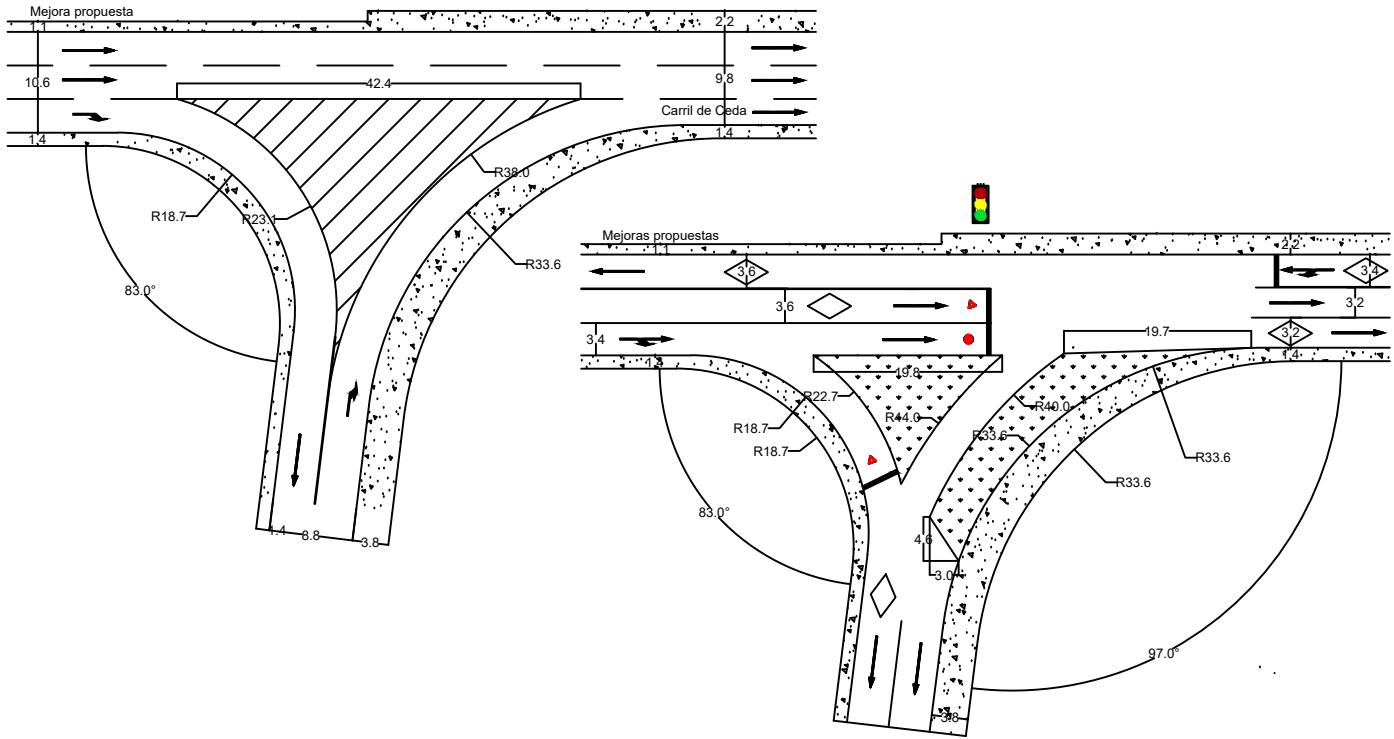 Mejora propuesta
1.1
2.2
10.6
42.4
9.8
Carril de Ceda
1.4
1.4
R38.0
R18.7
R23.1
R33.6
83.0°
1.4
8.8
3.8
Mejoras propuestas
1.1
2.2
3.6
3.4
3.6
3.2
3.4
19.7
3.2
1.4
1.4
19.8
R22.7
R40.0
R44.0
R18.7
R33.6
R18.7
R33.6
R33.6
83.0°
4.6
3.0
97.0°
3.8